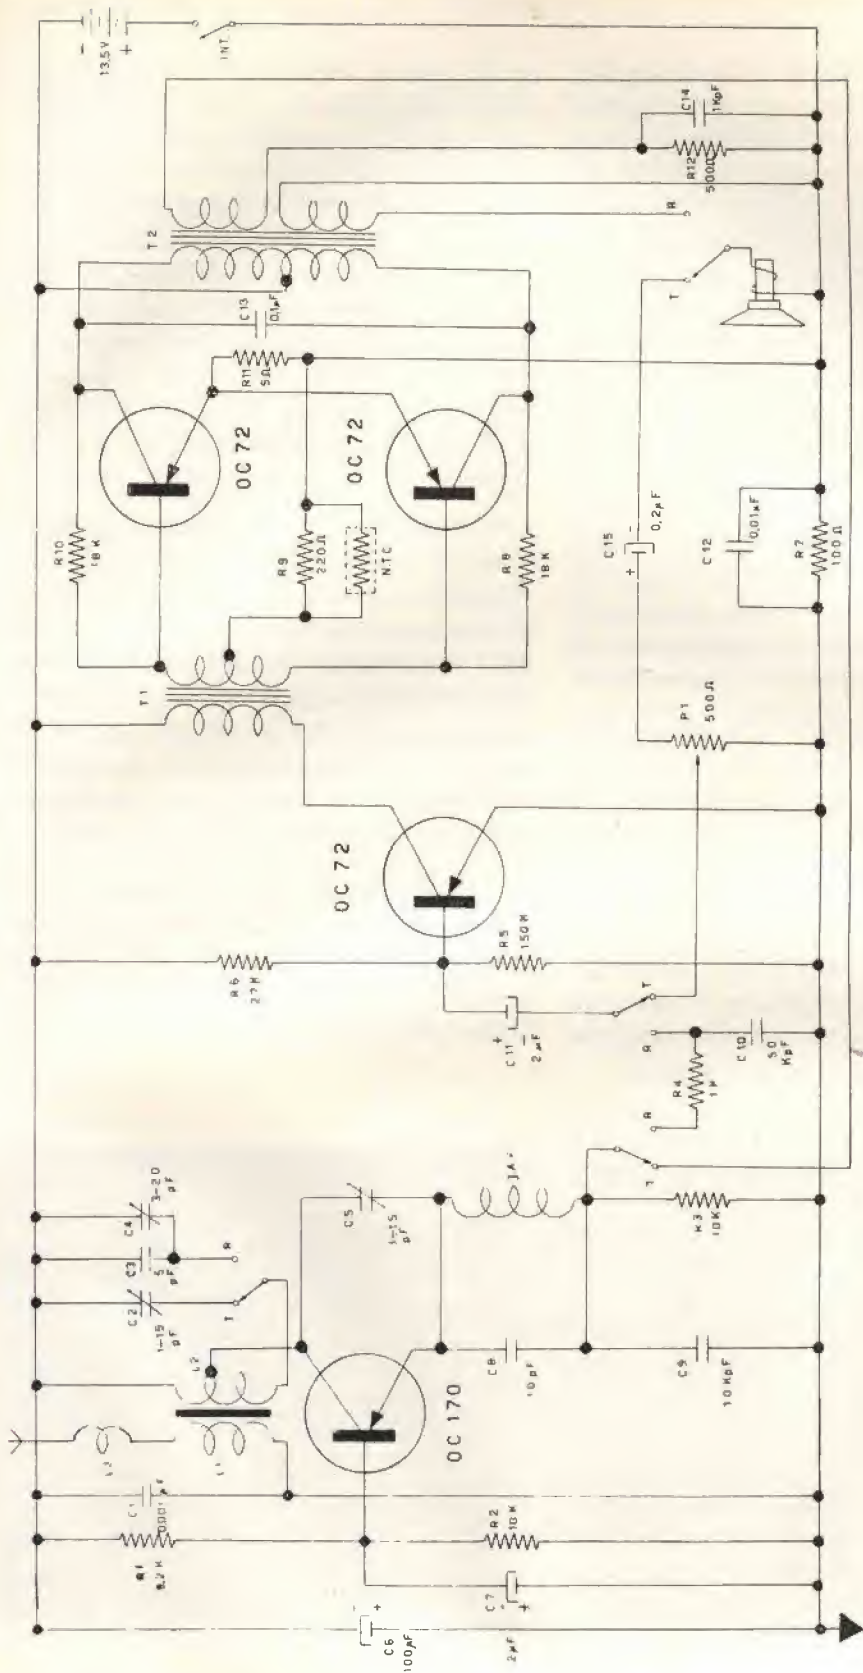 -
+
13,5V
INT.
C14
1KpF
R12
500Ω
T2
R
C13
0,1µF
R11
5Ω
T
OC 72
OC 72
R10
18K
R9
220Ω
NTC
R8
18K
C15
+
-
0,2µF
C12
0,01µF
R7
100Ω
T1
P1
500Ω
OC 72
R6
27K
R5
150K
C11
+
-
2µF
T
R
C10
50
KpF
R4
1K
R
T
C4
3-20
pF
C3
5
pF
R
C2
1-15
pF
T
C5
1-15
pF
JAF
R3
10K
L2
L1
OC 170
C8
10pF
C9
10KpF
C1
R1
8,2K
R2
10K
C7
-
+
2µF
C6
-
+
100µF